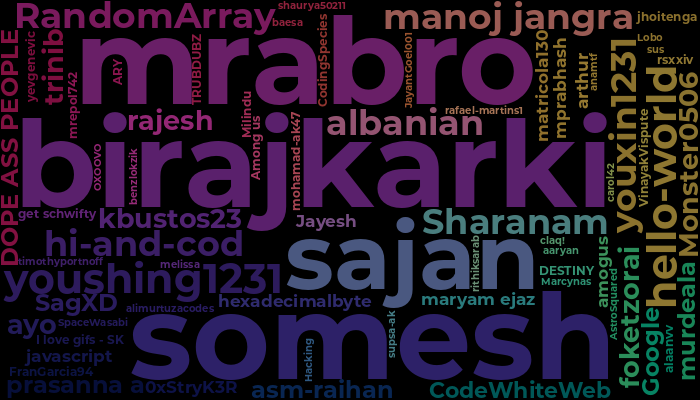 RandomArray
shaurya50211
baesa
manoj jangra
jhoitenga
Lobo
sus
rsxxiv
DOPE ASS PEOPLE
yevgenevic
trinib
mrepol742
mrabro
ARY
TRUBDUBZ
CodingSpecies
JayantGoel001
matricola130
mprabhash
arthur
anamtf
youxin1231
hello-world
Monster0506
rajesh
Milindu
Among us
mohamad-ak47
albanian
rafael-martins1
birajkarki
oxoovo
benzlokzik
carol42
VinayakVispute
get schwifty
kbustos23
Jayesh
Sharanam
hi-and-cod
timothyportnoff
melissa
sajan
rithiksarab
claq!
aaryan
DESTINY
Marcynas
amogus
AstroSquared
foketzorai
Google
alaanvv
murdeala
youshing1231
SagXD
alimurtuzacodes
hexadecimalbyte
maryam ejaz
ayo
SpaceWasabi
I love gifs - SK
somesh
javascript
FranGarcia94
Hacking
supsa-ak
prasanna a
0xStryK3R
asm-raihan
CodeWhiteWeb